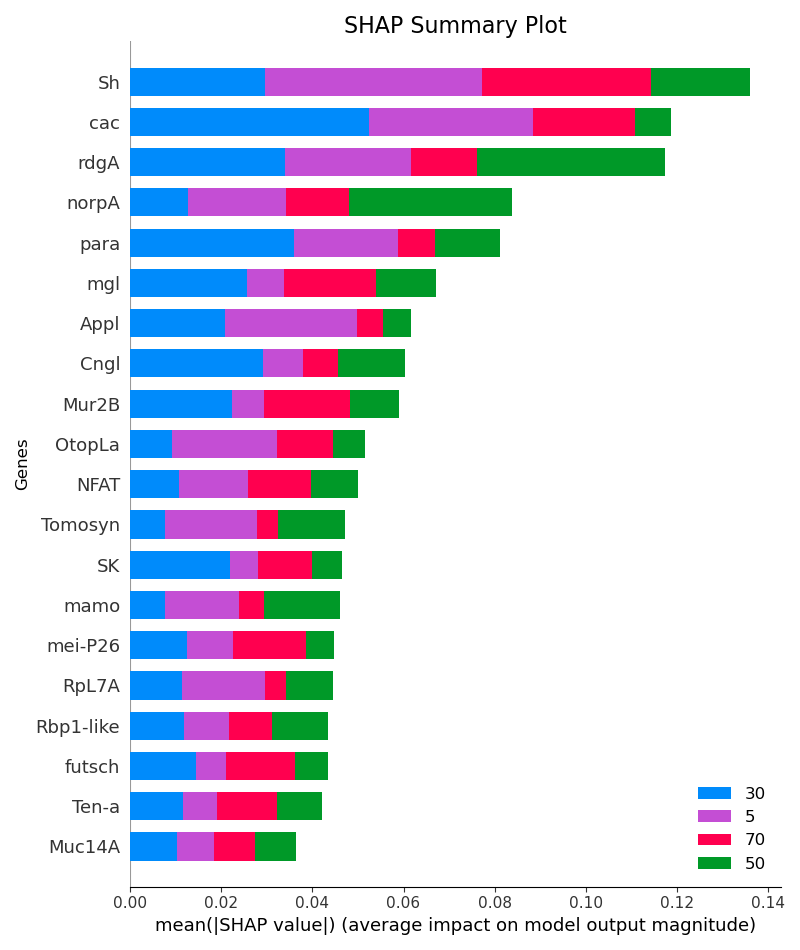 SHAP Summary Plot
Genes
Sh
cac
rdgA
norpA
para
mgl
Appl
Cngl
Mur2B
OtopLa
NFAT
Tomosyn
SK
mamo
mei-P26
RpL7A
Rbp1-like
futsch
Ten-a
Muc14A
30
5
70
50
0.00 0.02 0.04 0.06 0.08 0.10 0.12 0.14
mean(|SHAP value|) (average impact on model output magnitude)